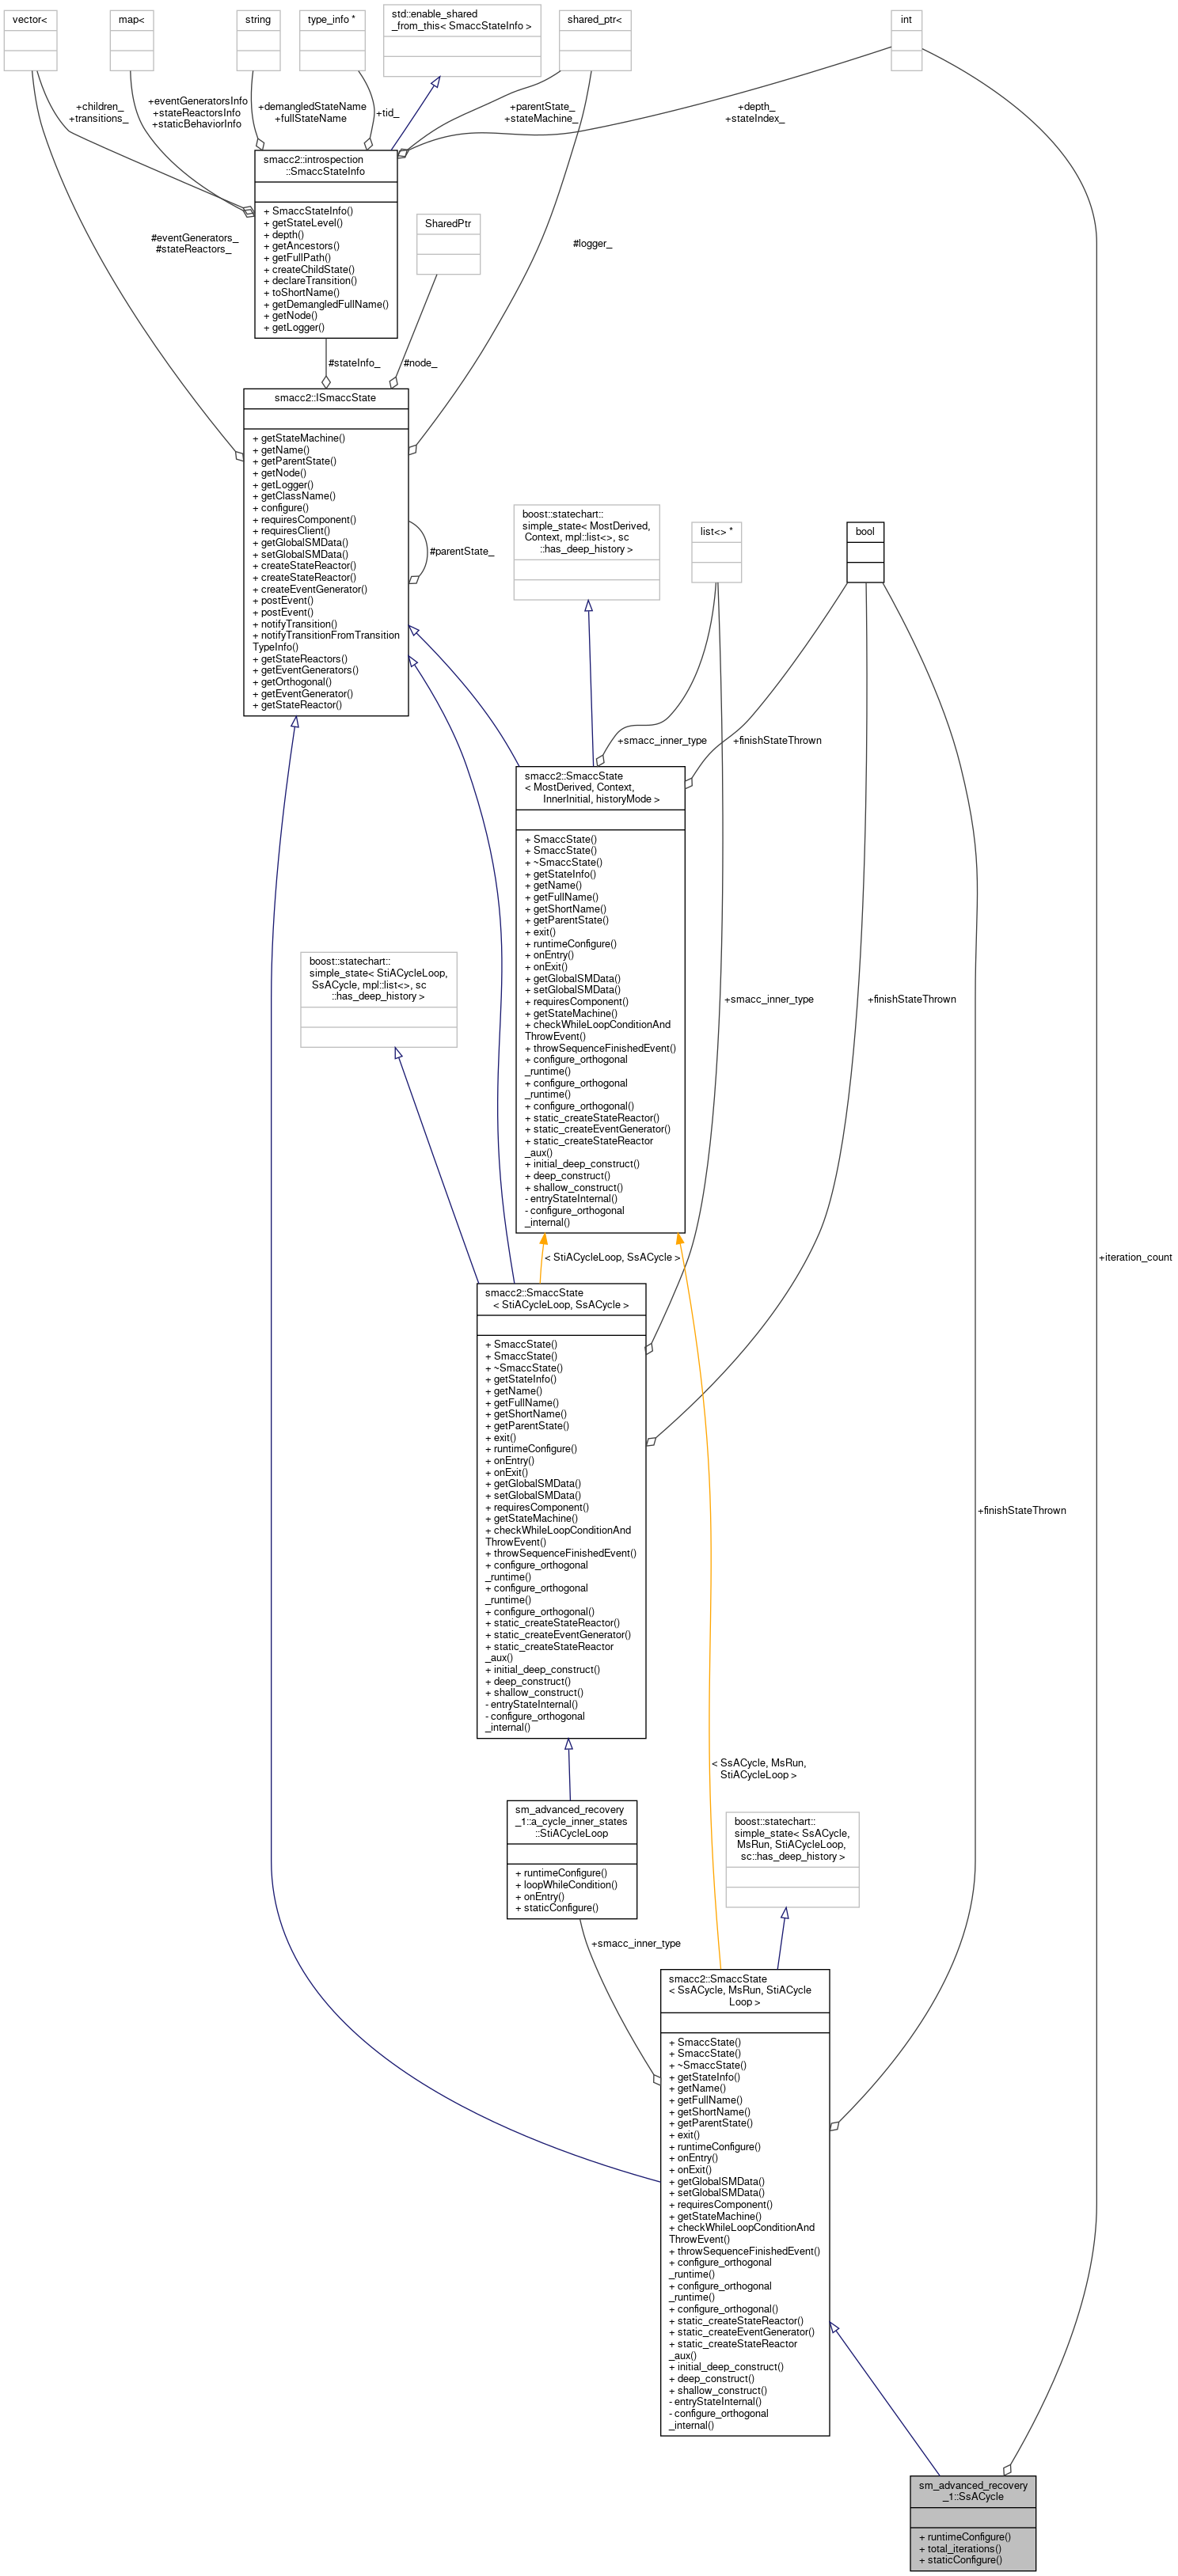 vector<
map<
string
type_info *
std::enable_shared
_from_this< SmaccStateInfo >
shared_ptr<
int
+children_
+transitions_
+eventGeneratorsInfo
+stateReactorsInfo
+staticBehaviorInfo
+demangledStateName
+fullStateName
+tid_
+parentState_
+stateMachine_
+depth_
+stateIndex_
smacc2::introspection
::SmaccStateInfo
+ SmaccStateInfo()
+ getStateLevel()
+ depth()
+ getAncestors()
+ getFullPath()
+ createChildState()
+ declareTransition()
+ toShortName()
+ getDemangledFullName()
+ getNode()
+ getLogger()
SharedPtr
#eventGenerators_
#stateReactors_
#logger_
#stateInfo_
#node_
smacc2::ISmaccState
+ getStateMachine()
+ getName()
+ getParentState()
+ getNode()
+ getLogger()
+ getClassName()
+ configure()
+ requiresComponent()
+ requiresClient()
+ getGlobalSMData()
+ setGlobalSMData()
+ createStateReactor()
+ createStateReactor()
+ createEventGenerator()
+ postEvent()
+ postEvent()
+ notifyTransition()
+ notifyTransitionFromTransition
TypeInfo()
+ getStateReactors()
+ getEventGenerators()
+ getOrthogonal()
+ getEventGenerator()
+ getStateReactor()
#parentState_
boost::statechart::
simple_state< MostDerived,
Context, mpl::list<>, sc
::has_deep_history >
list<> *
bool
+smacc_inner_type
+finishStateThrown
smacc2::SmaccState
< MostDerived, Context,
InnerInitial, historyMode >
+ SmaccState()
+ SmaccState()
+ ~SmaccState()
+ getStateInfo()
+ getName()
+ getFullName()
+ getShortName()
+ getParentState()
+ exit()
+ runtimeConfigure()
+ onEntry()
+ onExit()
+ getGlobalSMData()
+ setGlobalSMData()
+ requiresComponent()
+ getStateMachine()
+ checkWhileLoopConditionAnd
ThrowEvent()
+ throwSequenceFinishedEvent()
+ configure_orthogonal
_runtime()
+ configure_orthogonal
_runtime()
+ configure_orthogonal()
+ static_createStateReactor()
+ static_createEventGenerator()
+ static_createStateReactor
_aux()
+ initial_deep_construct()
+ deep_construct()
+ shallow_construct()
- entryStateInternal()
- configure_orthogonal
_internal()
boost::statechart::
simple_state< StiACycleLoop,
SsACycle, mpl::list<>, sc
::has_deep_history >
+smacc_inner_type
+finishStateThrown
< StiACycleLoop, SsACycle >
+iteration_count
smacc2::SmaccState
< StiACycleLoop, SsACycle >
+ SmaccState()
+ SmaccState()
+ ~SmaccState()
+ getStateInfo()
+ getName()
+ getFullName()
+ getShortName()
+ getParentState()
+ exit()
+ runtimeConfigure()
+ onEntry()
+ onExit()
+ getGlobalSMData()
+ setGlobalSMData()
+ requiresComponent()
+ getStateMachine()
+ checkWhileLoopConditionAnd
ThrowEvent()
+ throwSequenceFinishedEvent()
+ configure_orthogonal
_runtime()
+ configure_orthogonal
_runtime()
+ configure_orthogonal()
+ static_createStateReactor()
+ static_createEventGenerator()
+ static_createStateReactor
_aux()
+ initial_deep_construct()
+ deep_construct()
+ shallow_construct()
- entryStateInternal()
- configure_orthogonal
_internal()
+finishStateThrown
< SsACycle, MsRun,
StiACycleLoop >
sm_advanced_recovery
_1::a_cycle_inner_states
::StiACycleLoop
+ runtimeConfigure()
+ loopWhileCondition()
+ onEntry()
+ staticConfigure()
boost::statechart::
simple_state< SsACycle,
MsRun, StiACycleLoop,
sc::has_deep_history >
+smacc_inner_type
smacc2::SmaccState
< SsACycle, MsRun, StiACycle
Loop >
+ SmaccState()
+ SmaccState()
+ ~SmaccState()
+ getStateInfo()
+ getName()
+ getFullName()
+ getShortName()
+ getParentState()
+ exit()
+ runtimeConfigure()
+ onEntry()
+ onExit()
+ getGlobalSMData()
+ setGlobalSMData()
+ requiresComponent()
+ getStateMachine()
+ checkWhileLoopConditionAnd
ThrowEvent()
+ throwSequenceFinishedEvent()
+ configure_orthogonal
_runtime()
+ configure_orthogonal
_runtime()
+ configure_orthogonal()
+ static_createStateReactor()
+ static_createEventGenerator()
+ static_createStateReactor
_aux()
+ initial_deep_construct()
+ deep_construct()
+ shallow_construct()
- entryStateInternal()
- configure_orthogonal
_internal()
sm_advanced_recovery
_1::SsACycle
+ runtimeConfigure()
+ total_iterations()
+ staticConfigure()